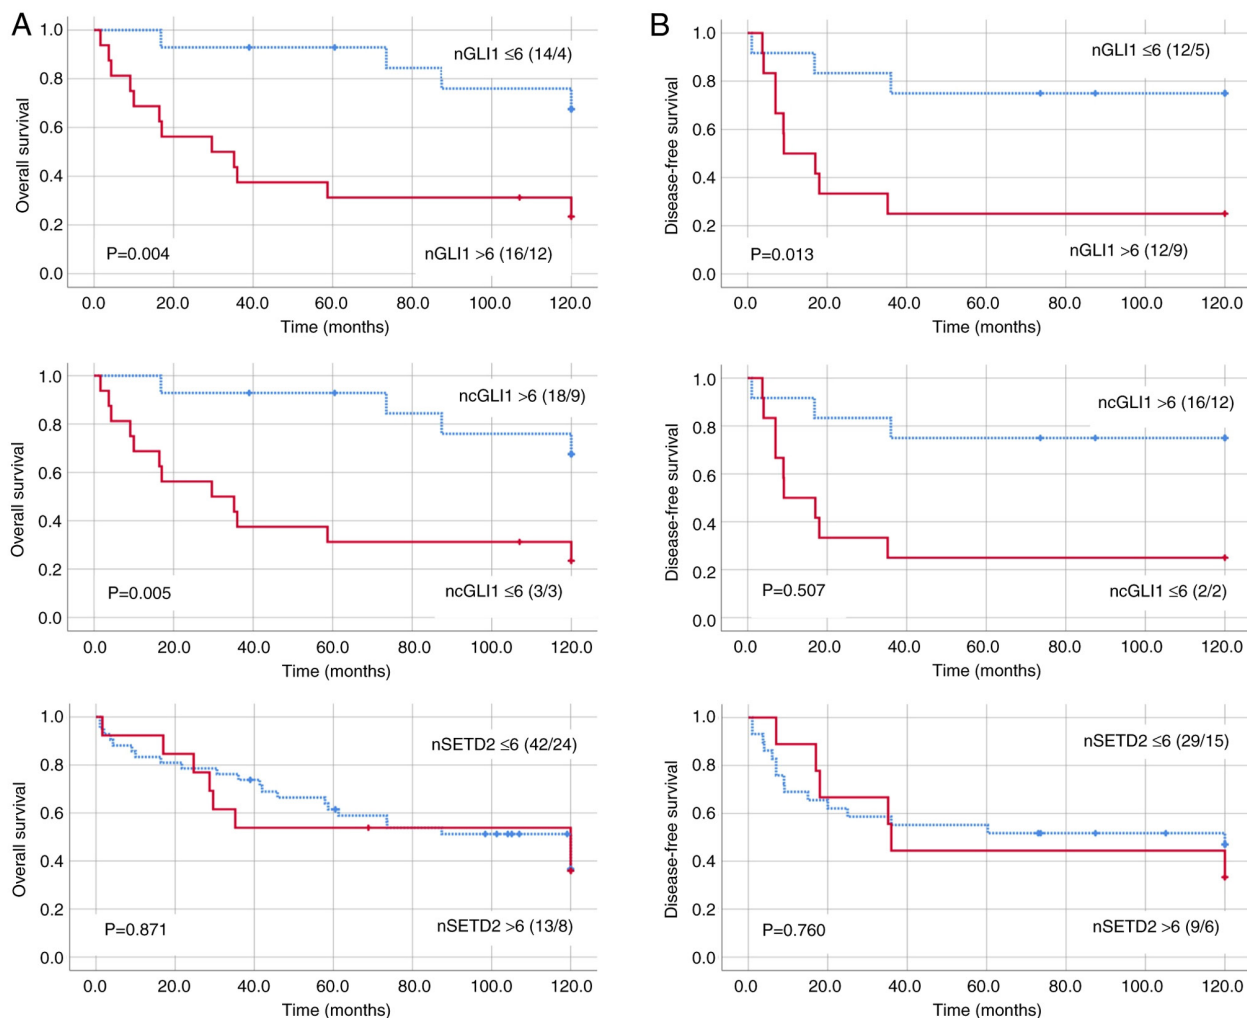 A
B
1.0
0.8
0.6
0.4
0.2
0.0
Overall survival
nGLI1 ≤6 (14/4)
nGLI1 >6 (16/12)
P=0.004
0.0 20.0 40.0 60.0 80.0 100.0 120.0
Time (months)
1.0
0.8
0.6
0.4
0.2
0.0
Disease-free survival
nGLI1 ≤6 (12/5)
nGLI1 >6 (12/9)
P=0.013
0.0 20.0 40.0 60.0 80.0 100.0 120.0
Time (months)
1.0
0.8
0.6
0.4
0.2
0.0
Overall survival
ncGLI1 >6 (18/9)
ncGLI1 ≤6 (3/3)
P=0.005
0.0 20.0 40.0 60.0 80.0 100.0 120.0
Time (months)
1.0
0.8
0.6
0.4
0.2
0.0
Disease-free survival
ncGLI1 >6 (16/12)
ncGLI1 ≤6 (2/2)
P=0.507
0.0 20.0 40.0 60.0 80.0 100.0 120.0
Time (months)
1.0
0.8
0.6
0.4
0.2
0.0
Overall survival
nSETD2 ≤6 (42/24)
nSETD2 >6 (13/8)
P=0.871
0.0 20.0 40.0 60.0 80.0 100.0 120.0
Time (months)
1.0
0.8
0.6
0.4
0.2
0.0
Disease-free survival
nSETD2 ≤6 (29/15)
nSETD2 >6 (9/6)
P=0.760
0.0 20.0 40.0 60.0 80.0 100.0 120.0
Time (months)